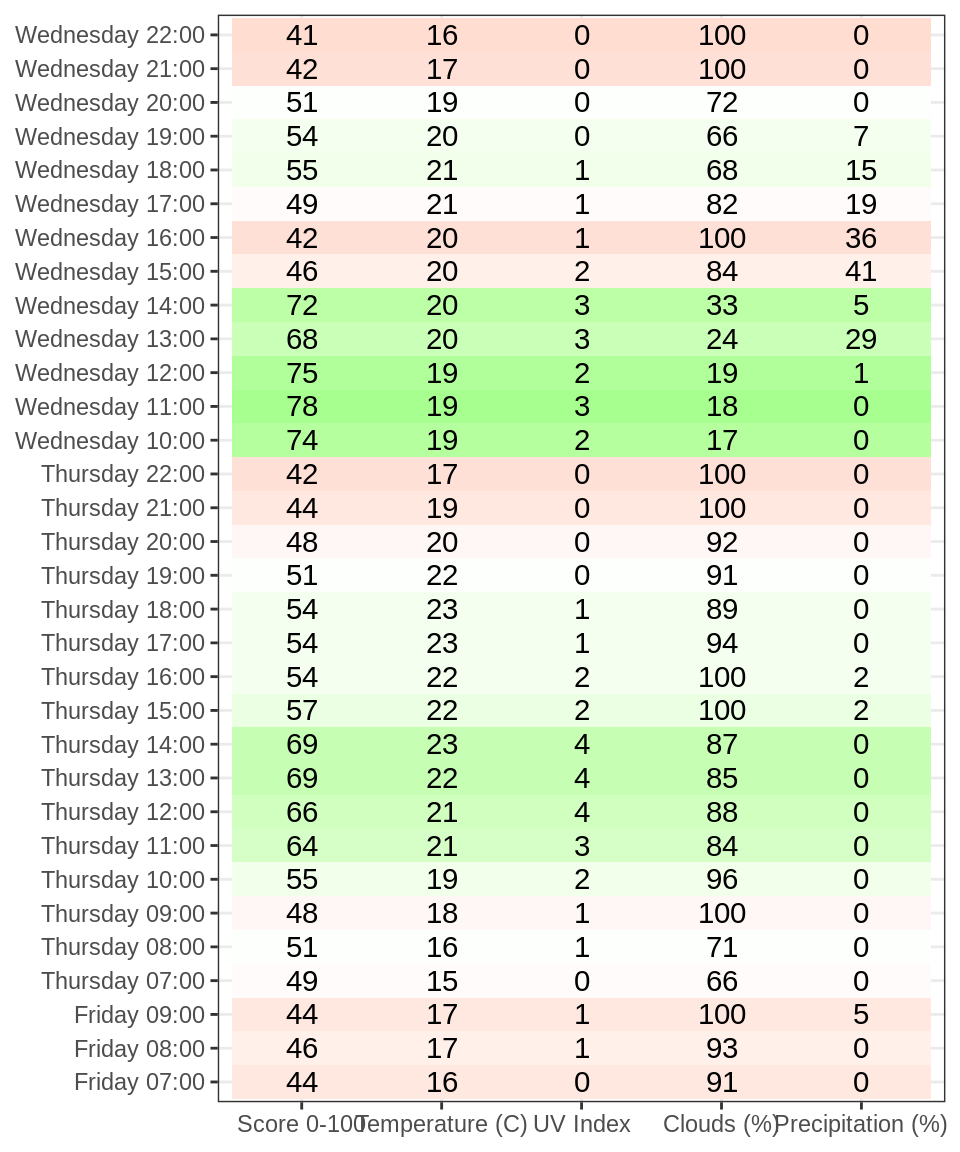 Wednesday 22:00 41 16 0 100 0
Wednesday 21:00 42 17 0 100 0
Wednesday 20:00 51 19 0 72 0
Wednesday 19:00 54 20 0 66 7
Wednesday 18:00 55 21 1 68 15
Wednesday 17:00 49 21 1 82 19
Wednesday 16:00 42 20 1 100 36
Wednesday 15:00 46 20 2 84 41
Wednesday 14:00 72 20 3 33 5
Wednesday 13:00 68 20 3 24 29
Wednesday 12:00 75 19 2 19 1
Wednesday 11:00 78 19 3 18 0
Wednesday 10:00 74 19 2 17 0
Thursday 22:00 42 17 0 100 0
Thursday 21:00 44 19 0 100 0
Thursday 20:00 48 20 0 92 0
Thursday 19:00 51 22 0 91 0
Thursday 18:00 54 23 1 89 0
Thursday 17:00 54 23 1 94 0
Thursday 16:00 54 22 2 100 2
Thursday 15:00 57 22 2 100 2
Thursday 14:00 69 23 4 87 0
Thursday 13:00 69 22 4 85 0
Thursday 12:00 66 21 4 88 0
Thursday 11:00 64 21 3 84 0
Thursday 10:00 55 19 2 96 0
Thursday 09:00 48 18 1 100 0
Thursday 08:00 51 16 1 71 0
Thursday 07:00 49 15 0 66 0
Friday 09:00 44 17 1 100 5
Friday 08:00 46 17 1 93 0
Friday 07:00 44 16 0 91 0
Score 0-100 Temperature (C) UV Index Clouds (%) Precipitation (%)